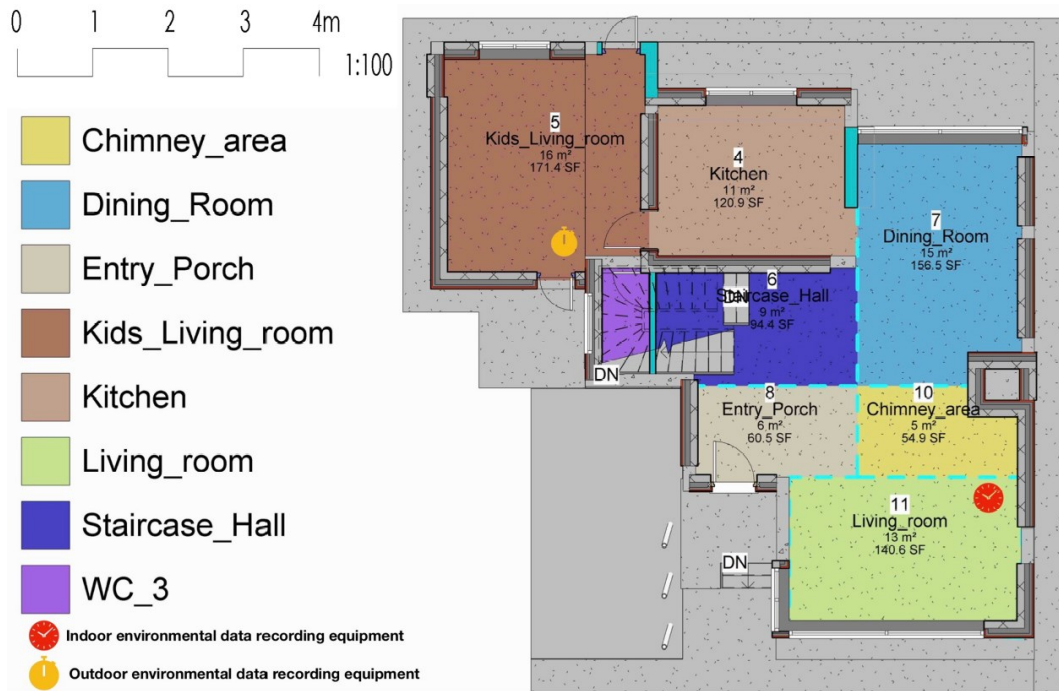 0 1 2 3 4m
1:100
Chimney_area
Dining_Room
Entry_Porch
Kids_Living_room
Kitchen
Living_room
Staircase_Hall
WC_3
Indoor environmental data recording equipment
Outdoor environmental data recording equipment
5
Kids_Living_room
16 m²
171.4 SF
4
Kitchen
11 m²
120.9 SF
7
Dining_Room
15 m²
156.5 SF
6
Staircase_Hall
9 m²
94.4 SF
DN
DN
8
Entry_Porch
6 m²
60.5 SF
10
Chimney_area
5 m²
54.9 SF
11
Living_room
13 m²
140.6 SF
DN